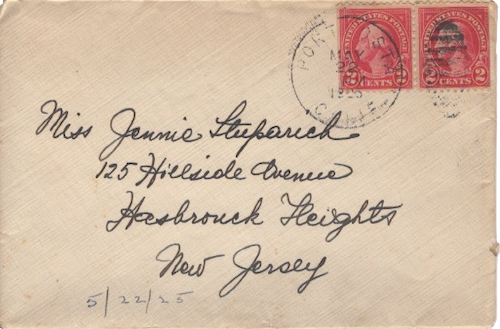 UNITED STATES POSTAGE UNITED STATES POSTAGE
2 CENTS 2 2 CENTS 2
PORT
MAY
22
1925
CALIF
Miss Jennie Stuparich
125 Hillside Avenue
Hasbrouck Heights
New Jersey
5/22/25